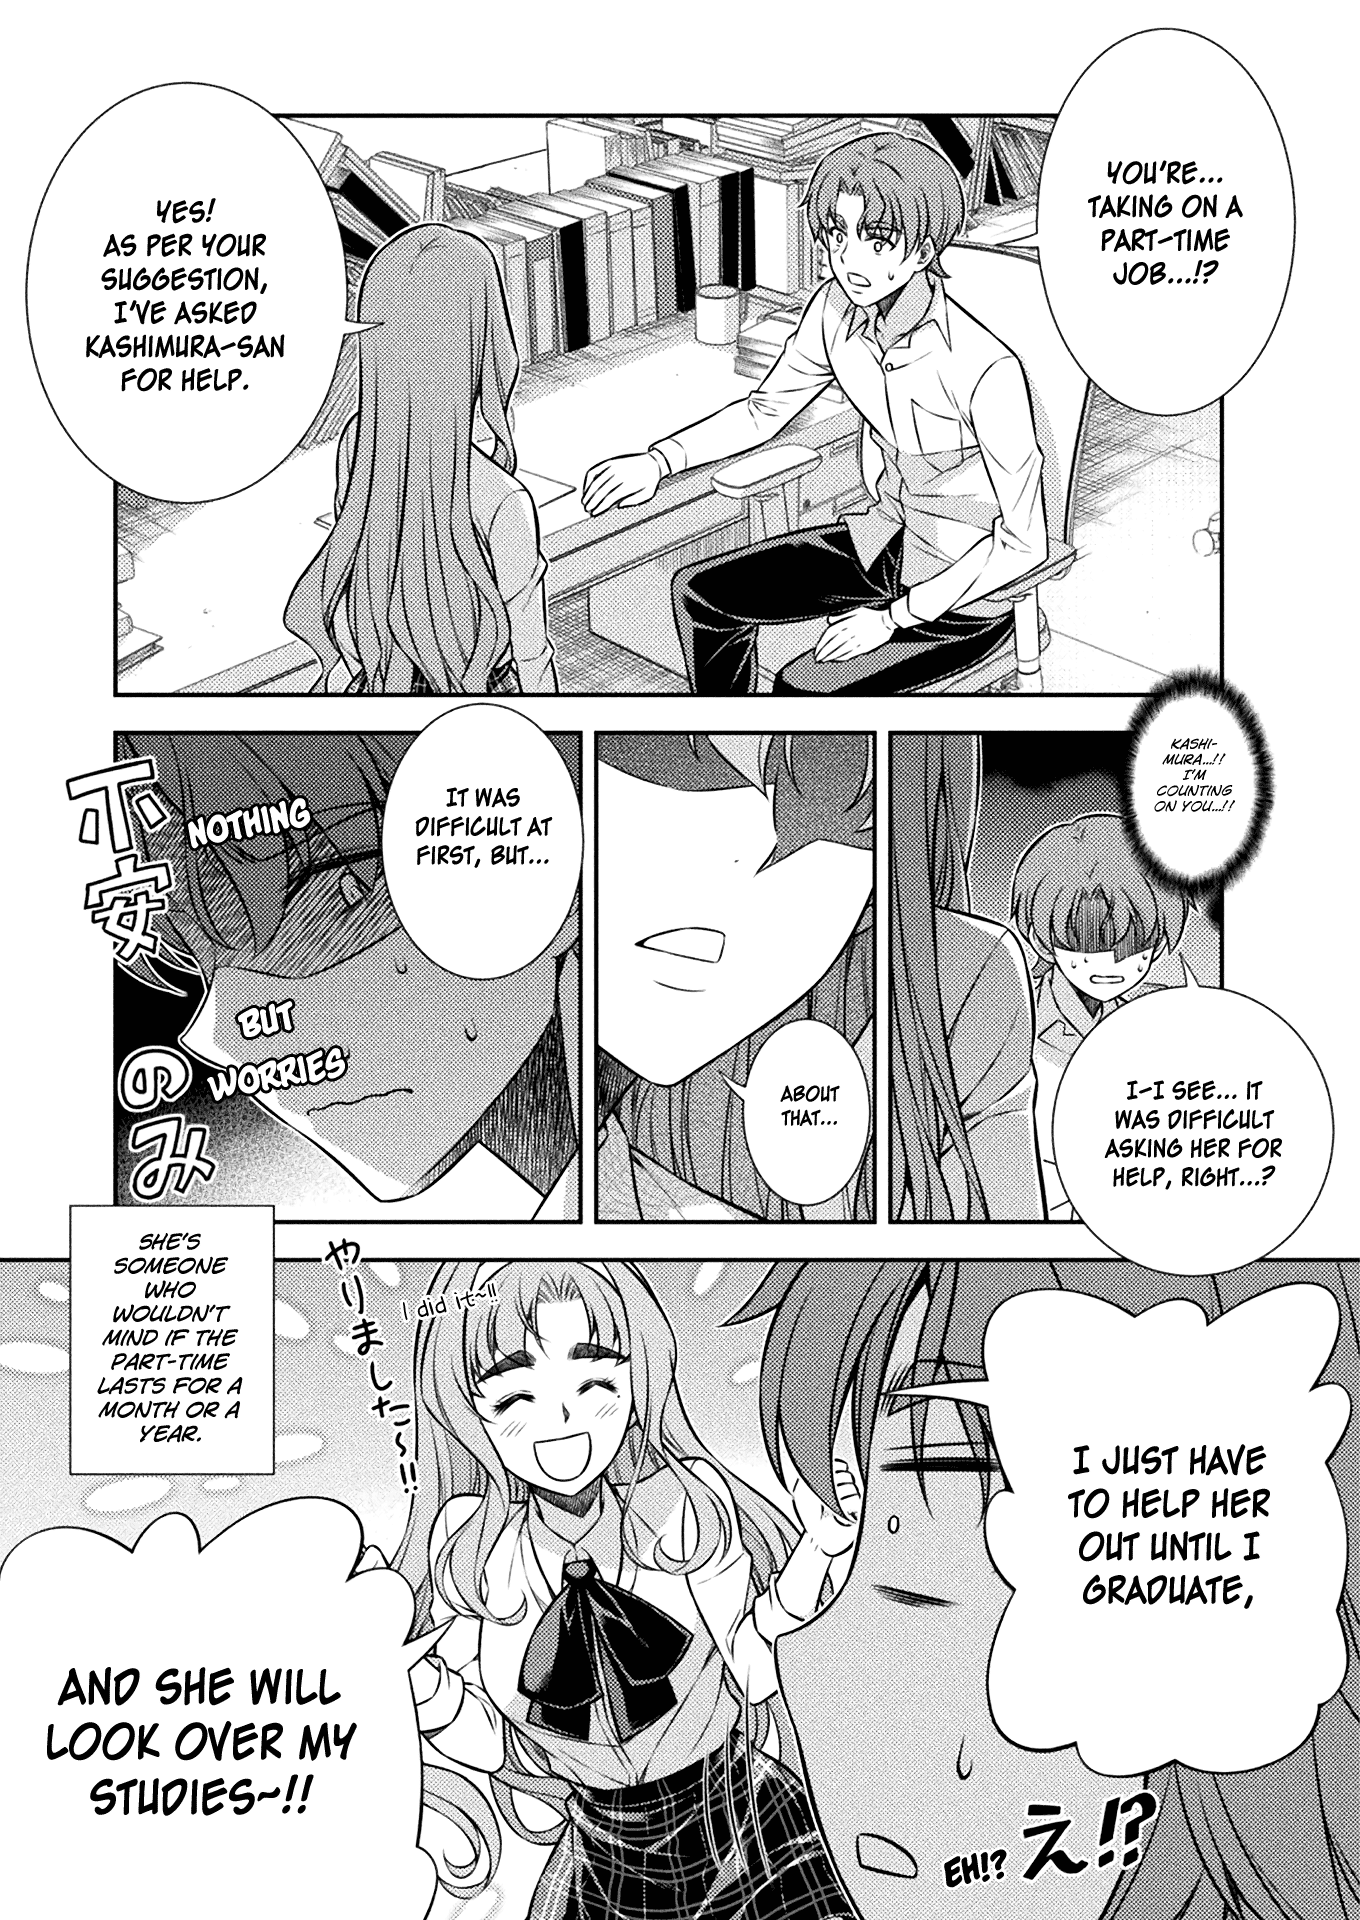 YOU'RE...
TAKING ON A
PART-TIME
JOB...!?
YES!
AS PER YOUR
SUGGESTION,
I'VE ASKED
KASHIMURA-SAN
FOR HELP.
KASHI-
MURA...!!
I'M
COUNTING
ON YOU...!!
I-I SEE... IT
WAS DIFFICULT
ASKING HER FOR
HELP, RIGHT...?
ABOUT
THAT...
IT WAS
DIFFICULT AT
FIRST, BUT...
NOTHING
BUT
WORRIES
不安
のみ
I JUST HAVE
TO HELP HER
OUT UNTIL I
GRADUATE,
え!?
EH!?
やりました～!!
I did it~!!
SHE'S
SOMEONE
WHO
WOULDN'T
MIND IF THE
PART-TIME
LASTS FOR A
MONTH OR A
YEAR.
AND SHE WILL
LOOK OVER MY
STUDIES~!!